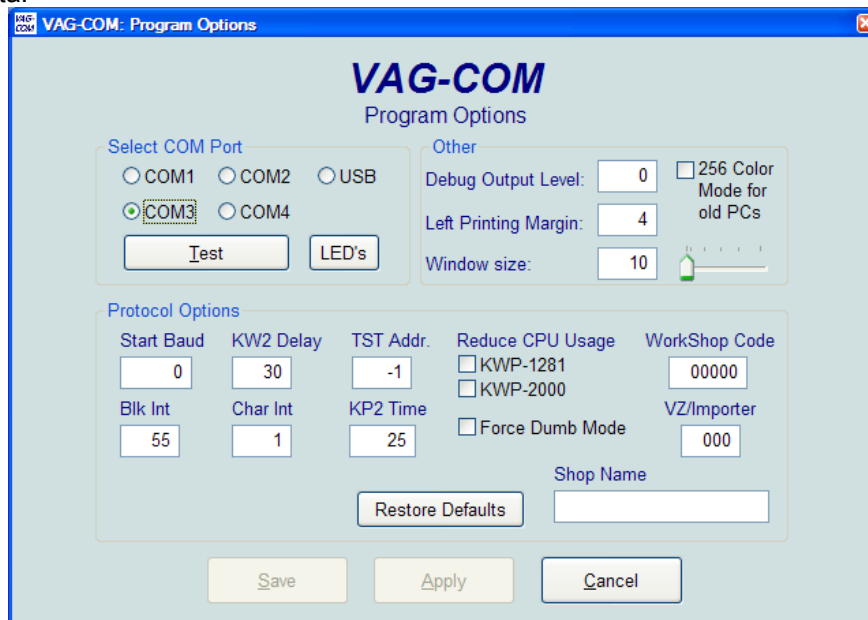 VAG-COM: Program Options
VAG-COM
Program Options
Select COM Port
COM1 COM2 USB
COM3 COM4
Test LED's
Other
Debug Output Level: 0
Left Printing Margin: 4
Window size: 10
256 Color
Mode for
old PCs
Protocol Options
Start Baud KW2 Delay TST Addr. Reduce CPU Usage WorkShop Code
0 30 -1 KWP-1281 00000
KWP-2000
Blk Int Char Int KP2 Time VZ/Importer
55 1 25 Force Dumb Mode 000
Shop Name
Restore Defaults
Save Apply Cancel